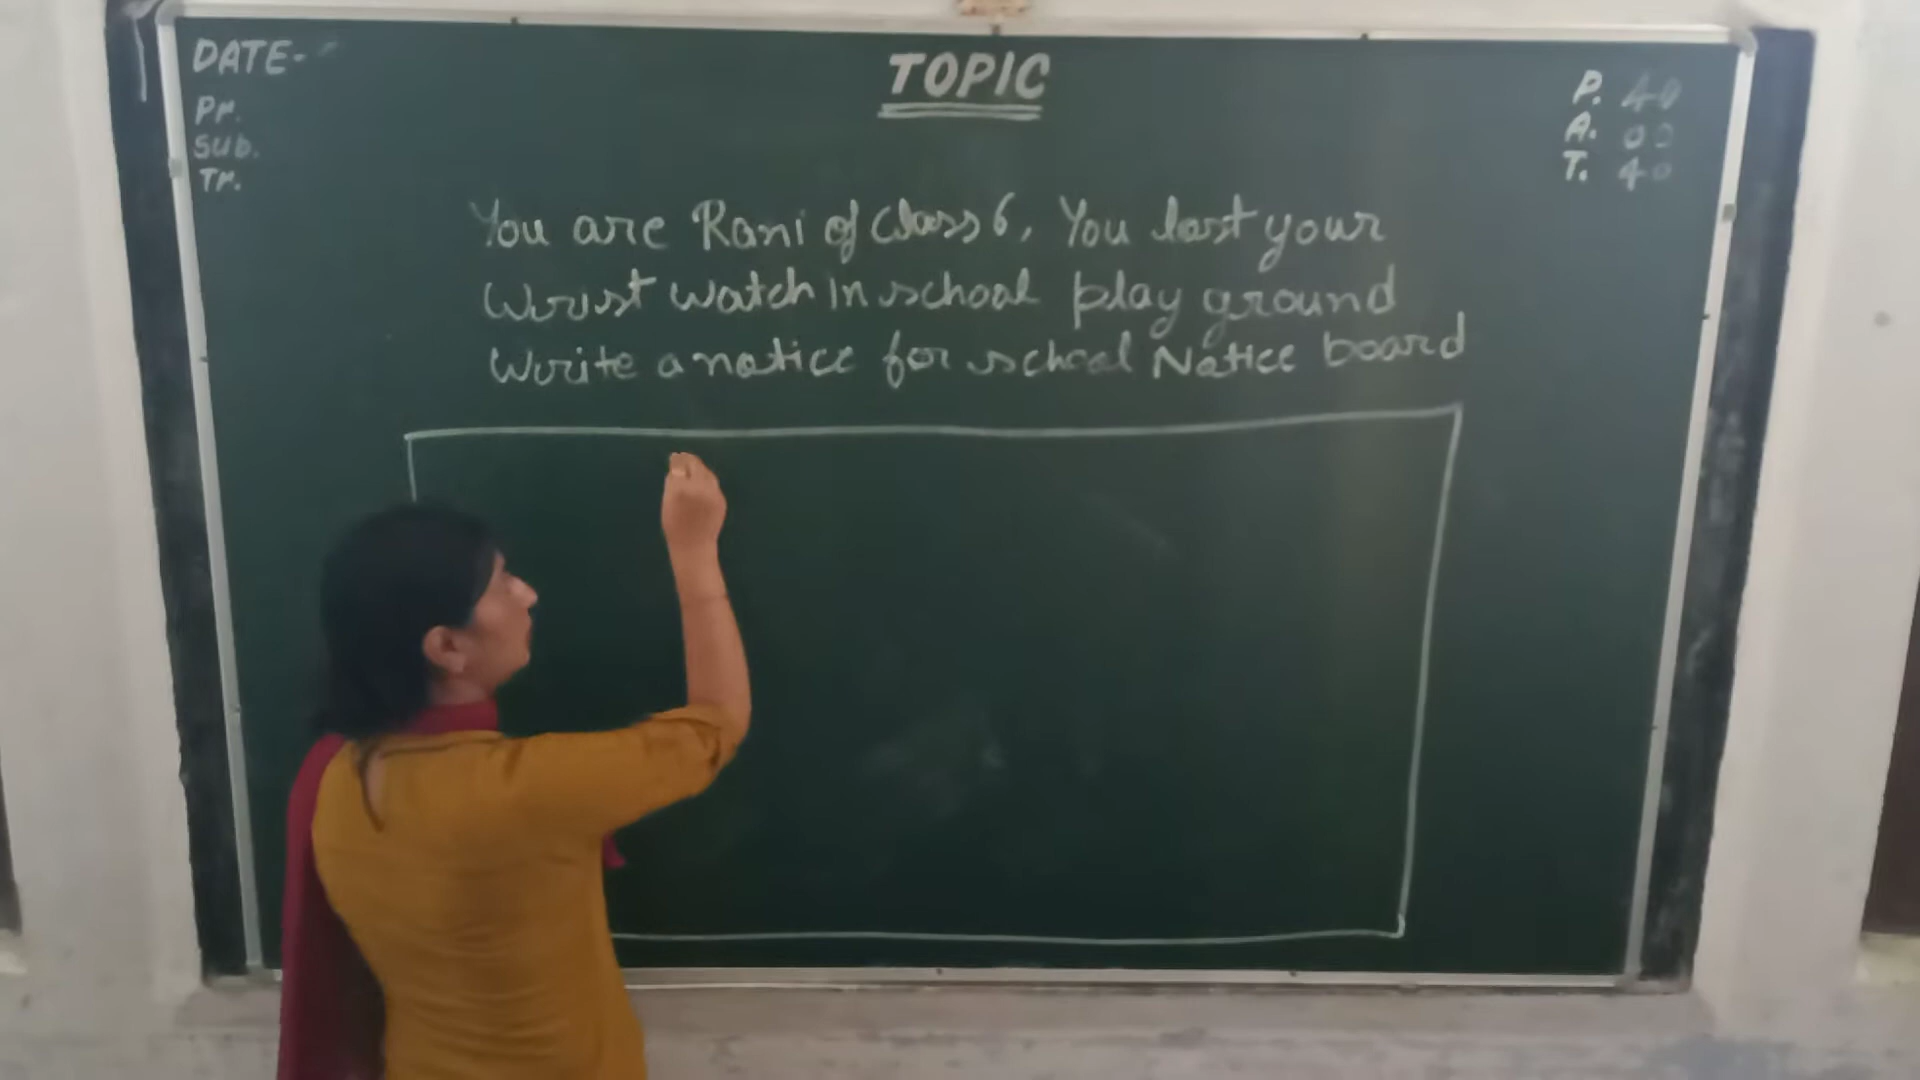 DATE-
Pr.
Sub.
Tr.
TOPIC
P. 40
A. 00
T. 40
You are Rani of class 6, You lost your
Wrist watch in school play ground
Write a notice for school Notice board